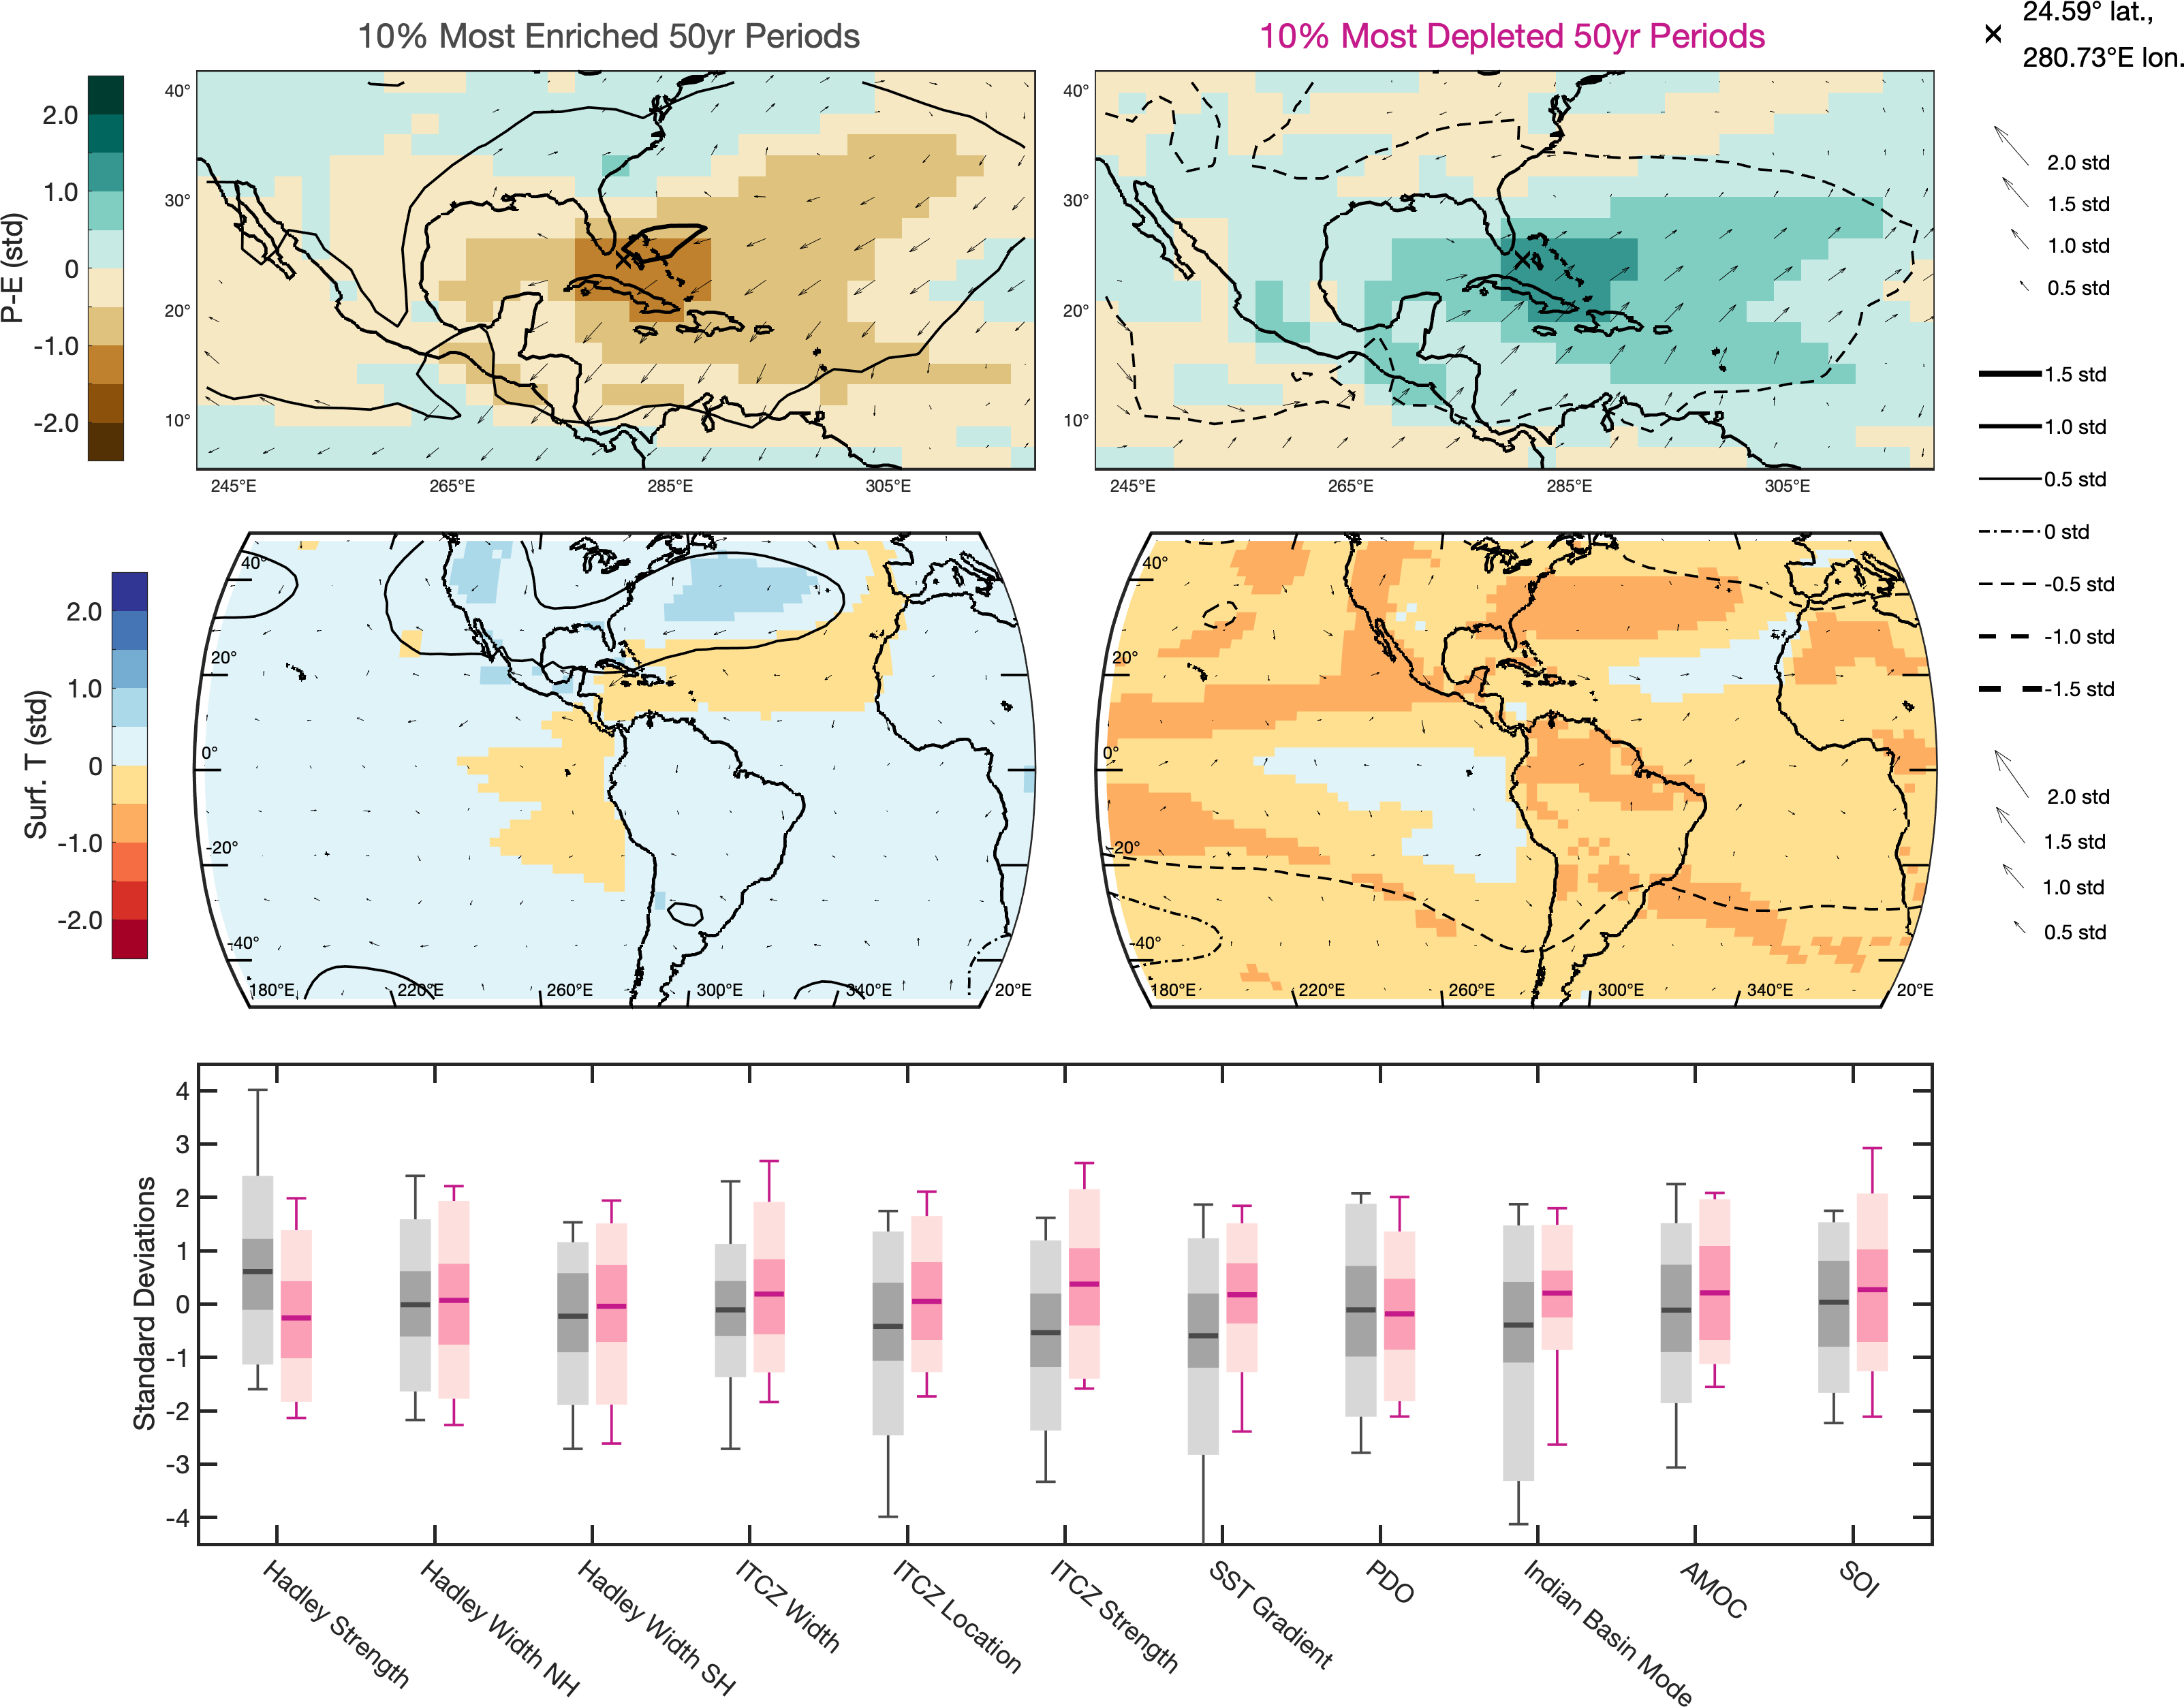 10% Most Enriched 50yr Periods
10% Most Depleted 50yr Periods
24.59° lat.,
280.73°E lon.
P-E (std)
2.0
1.0
0
-1.0
-2.0
40°
30°
20°
10°
245°E
265°E
285°E
305°E
40°
30°
20°
10°
245°E
265°E
285°E
305°E
2.0 std
1.5 std
1.0 std
0.5 std
1.5 std
1.0 std
0.5 std
0 std
-0.5 std
-1.0 std
-1.5 std
Surf. T (std)
2.0
1.0
0
-1.0
-2.0
40°
20°
0°
-20°
-40°
180°E
220°E
260°E
300°E
340°E
20°E
40°
20°
0°
-20°
-40°
180°E
220°E
260°E
300°E
340°E
20°E
2.0 std
1.5 std
1.0 std
0.5 std
Standard Deviations
4
3
2
1
0
-1
-2
-3
-4
Hadley Strength
Hadley Width NH
Hadley Width SH
ITCZ Width
ITCZ Location
ITCZ Strength
SST Gradient
PDO
Indian Basin Mode
AMOC
SOI